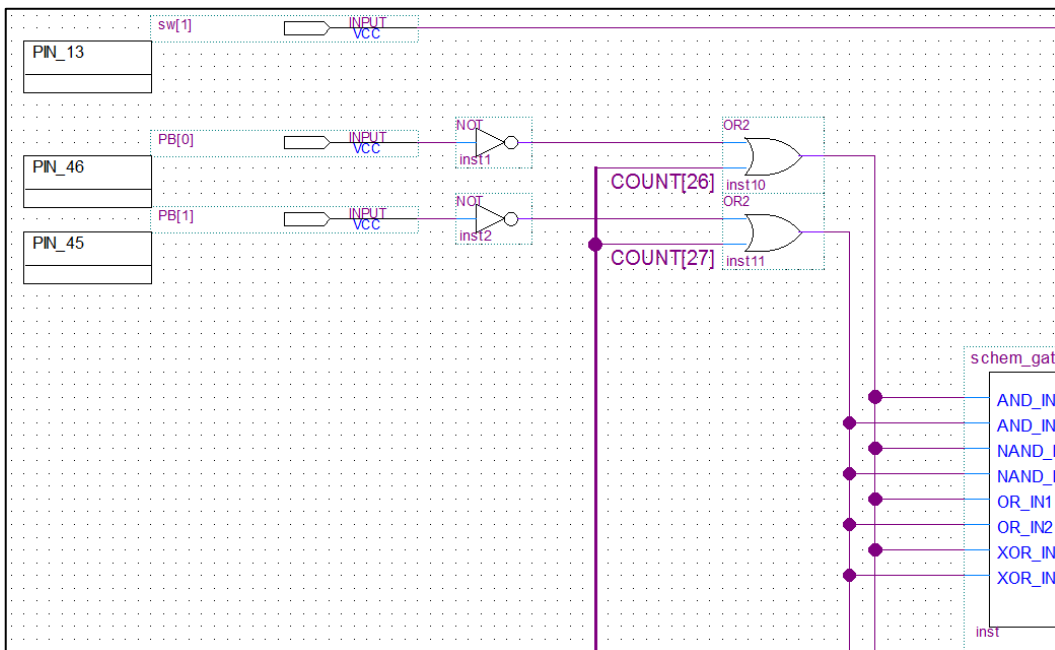 sw[1]
INPUT
VCC
PIN_13
PB[0]
INPUT
VCC
NOT
inst1
OR2
COUNT[26]
inst10
PIN_46
PB[1]
INPUT
VCC
NOT
inst2
OR2
COUNT[27]
inst11
PIN_45
schem_gat
AND_IN
AND_IN
NAND_I
NAND_I
OR_IN1
OR_IN2
XOR_IN
XOR_IN
inst